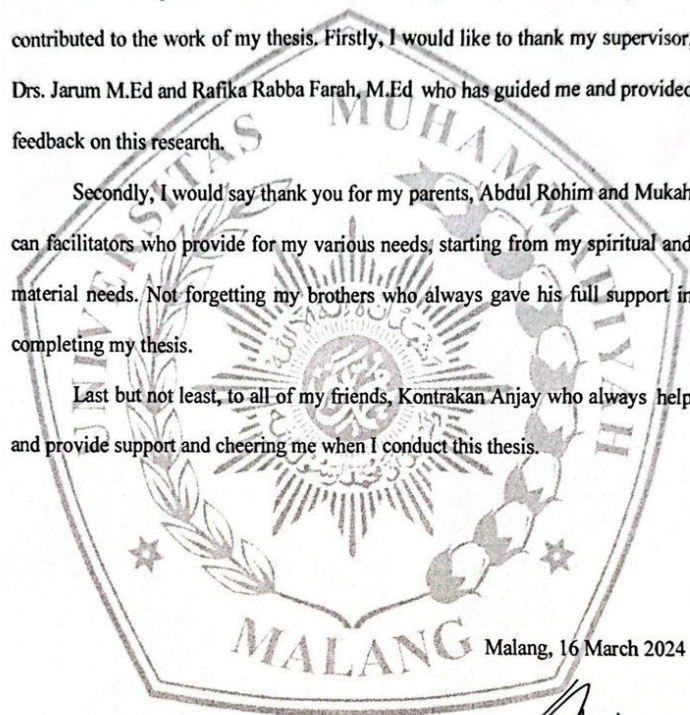 contributed to the work of my thesis. Firstly, I would like to thank my supervisor,
Drs. Jarum M.Ed and Rafika Rabba Farah, M.Ed who has guided me and provided
feedback on this research.
Secondly, I would say thank you for my parents, Abdul Rohim and Mukah
can facilitators who provide for my various needs, starting from my spiritual and
material needs. Not forgetting my brothers who always gave his full support in
completing my thesis.
Last but not least, to all of my friends, Kontrakan Anjay who always help
and provide support and cheering me when I conduct this thesis.
UNIVERSITAS MUHAMMADIYAH
MALANG
Malang, 16 March 2024